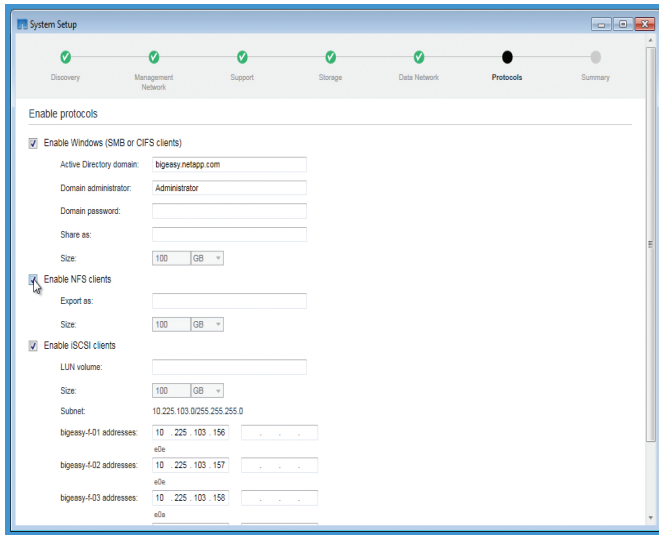 System Setup
Discovery
Management
Network
Support
Storage
Data Network
Protocols
Summary
Enable protocols
Enable Windows (SMB or CIFS clients)
Active Directory domain: bigeasy.netapp.com
Domain administrator: Administrator
Domain password:
Share as:
Size: 100 GB
Enable NFS clients
Export as:
Size: 100 GB
Enable iSCSI clients
LUN volume:
Size: 100 GB
Subnet: 10.225.103.0/255.255.255.0
bigeasy-f-01 addresses: 10 . 225 . 103 . 156 . . .
e0e
bigeasy-f-02 addresses: 10 . 225 . 103 . 157 . . .
e0e
bigeasy-f-03 addresses: 10 . 225 . 103 . 158 . . .
e0a